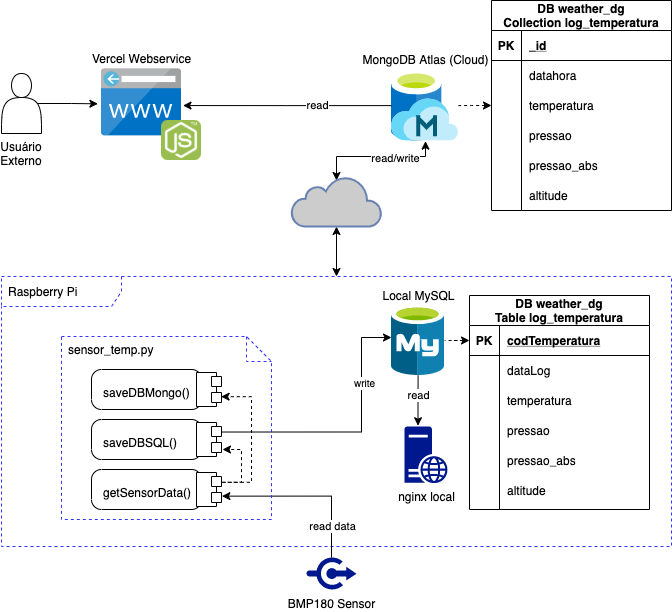 DB weather_dg
Collection log_temperatura
PK
_id
datahora
temperatura
pressao
pressao_abs
altitude
Vercel Webservice
MongoDB Atlas (Cloud)
WWW
JS
M
read
Usuário
Externo
read/write
Raspberry Pi
Local MySQL
DB weather_dg
Table log_temperatura
PK
codTemperatura
dataLog
temperatura
pressao
pressao_abs
altitude
My
sensor_temp.py
saveDBMongo()
saveDBSQL()
getSensorData()
write
read
nginx local
read data
BMP180 Sensor